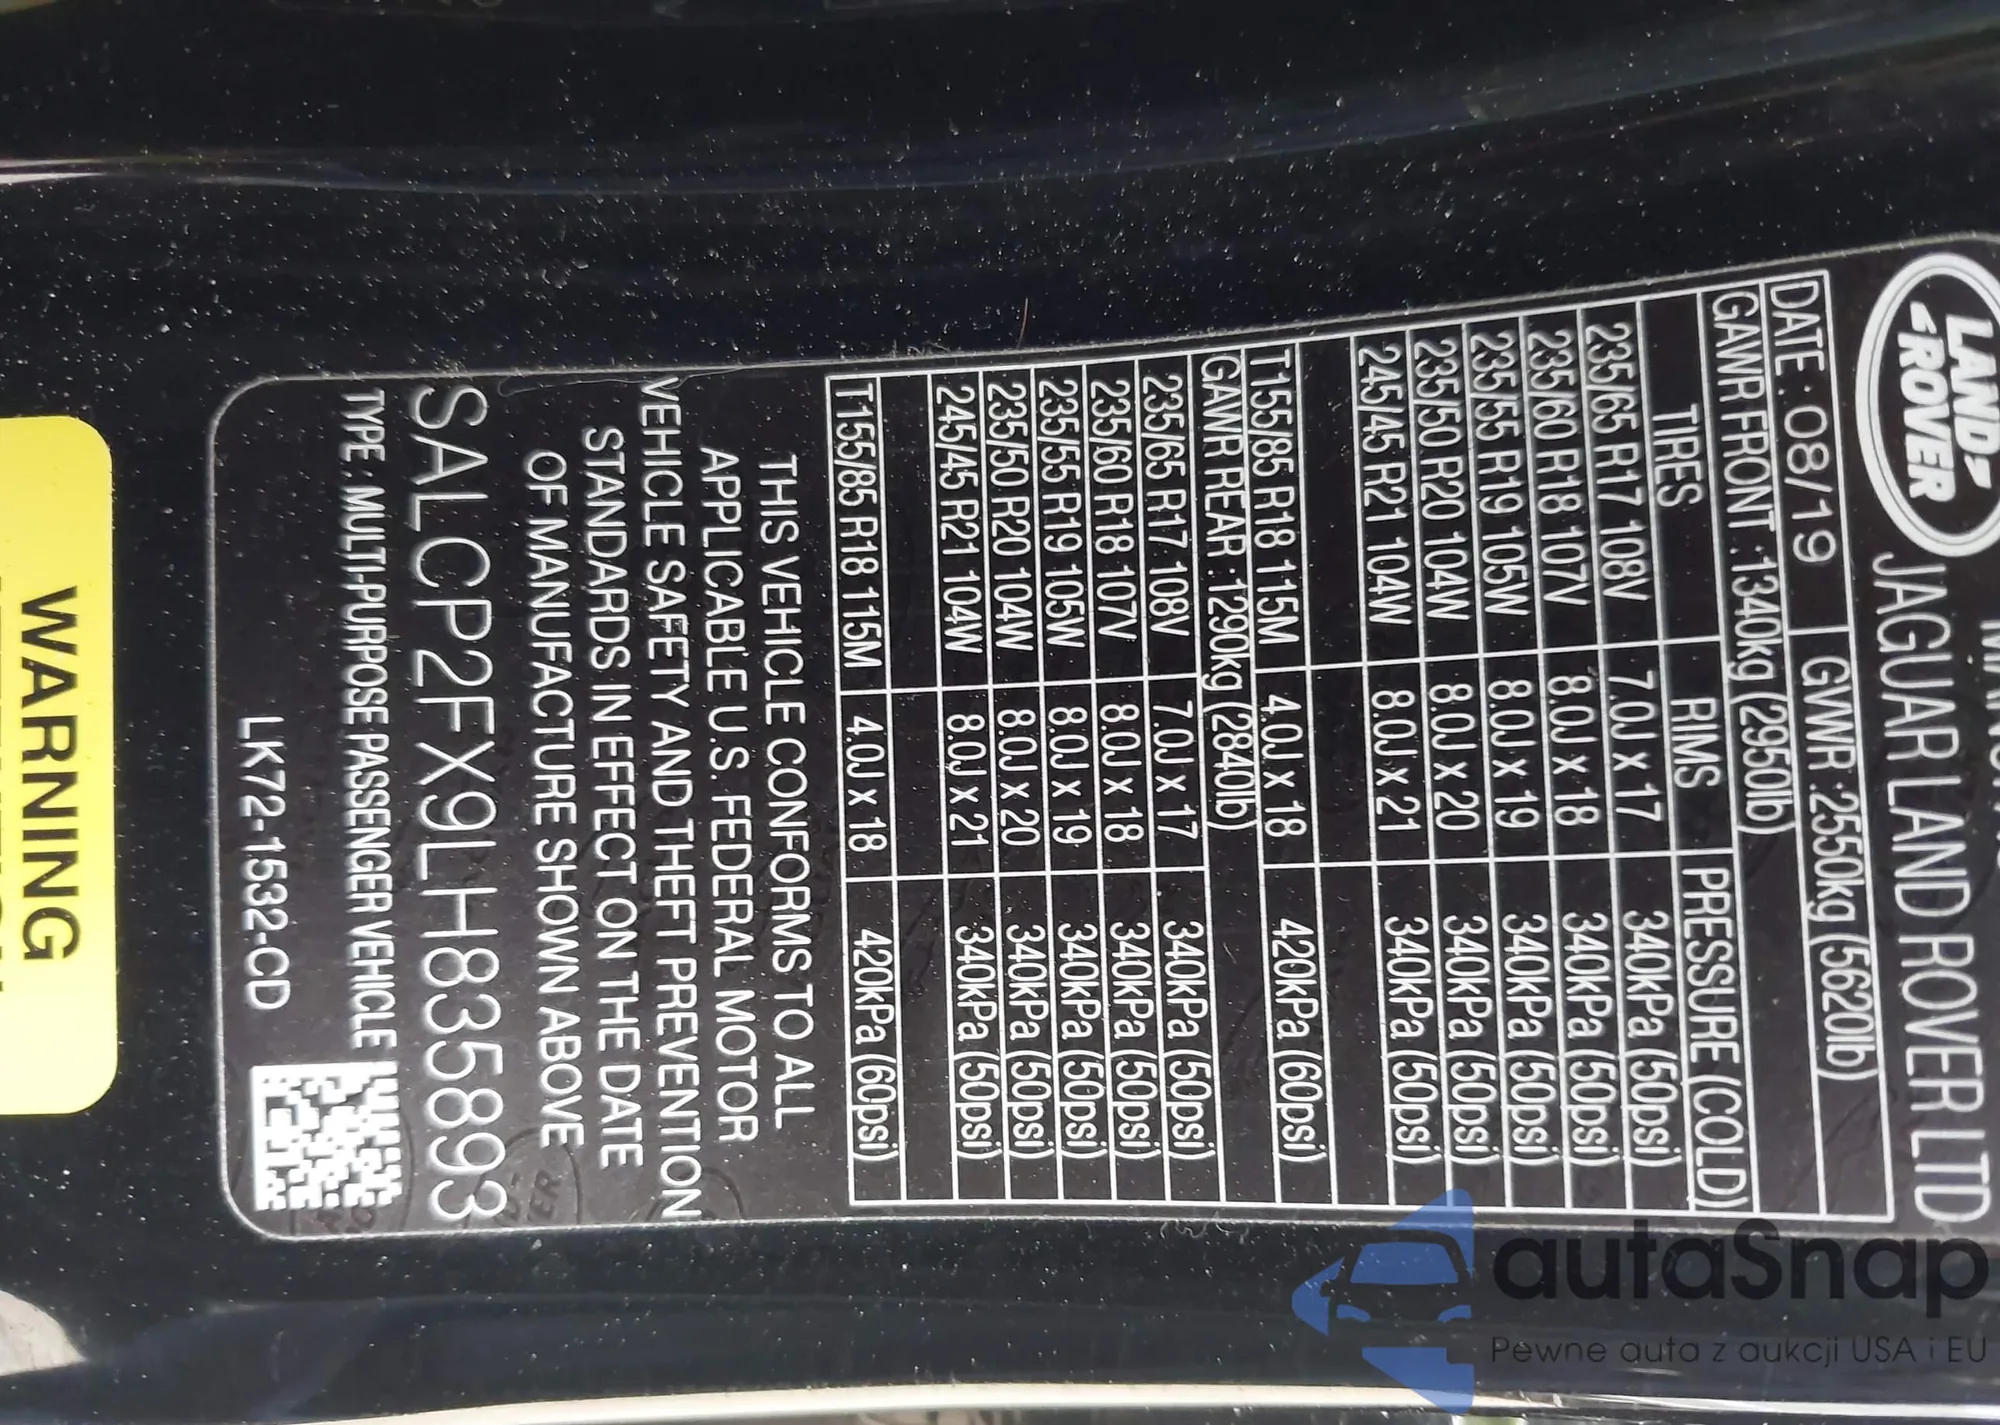 LAND
ROVER
JAGUAR LAND ROVER LTD
DATE : 08/19 GVWR :2550kg (5620lb)
GAWR FRONT :1340kg (2950lb)
TIRES RIMS PRESSURE (COLD)
235/65 R17 108V 7.0J x 17 340kPa (50psi)
235/60 R18 107V 8.0J x 18 340kPa (50psi)
235/55 R19 105W 8.0J x 19 340kPa (50psi)
235/50 R20 104W 8.0J x 20 340kPa (50psi)
245/45 R21 104W 8.0J x 21 340kPa (50psi)
T155/85 R18 115M 4.0J x 18 420kPa (60psi)
GAWR REAR :1290kg (2840lb)
235/65 R17 108V 7.0J x 17 340kPa (50psi)
235/60 R18 107V 8.0J x 18 340kPa (50psi)
235/55 R19 105W 8.0J x 19 340kPa (50psi)
235/50 R20 104W 8.0J x 20 340kPa (50psi)
245/45 R21 104W 8.0J x 21 340kPa (50psi)
T155/85 R18 115M 4.0J x 18 420kPa (60psi)
THIS VEHICLE CONFORMS TO ALL
APPLICABLE U.S. FEDERAL MOTOR
VEHICLE SAFETY AND THEFT PREVENTION
STANDARDS IN EFFECT ON THE DATE
OF MANUFACTURE SHOWN ABOVE
SALCP2FX9LH835893
TYPE : MULTI-PURPOSE PASSENGER VEHICLE
LK72-1532-CD
WARNING
autaSnap
Pewne auta z aukcji USA i EU